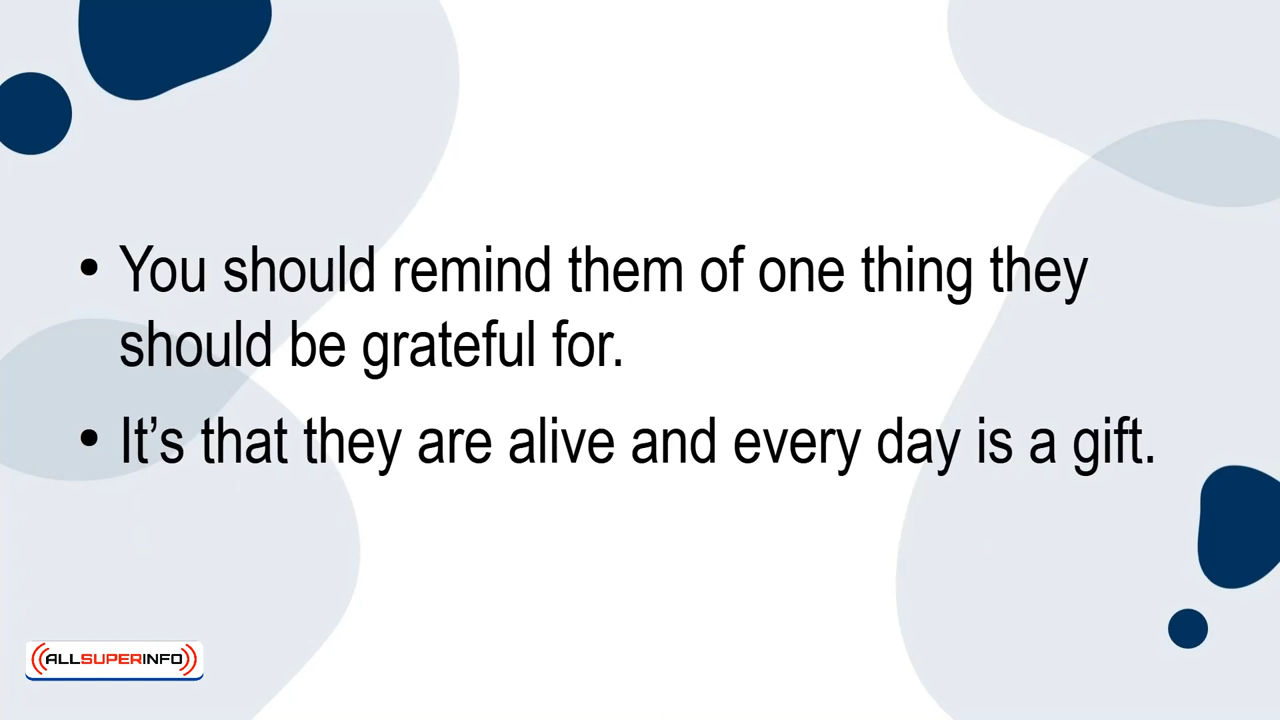 • You should remind them of one thing they
should be grateful for.
• It’s that they are alive and every day is a gift.
ALLSUPERINFO